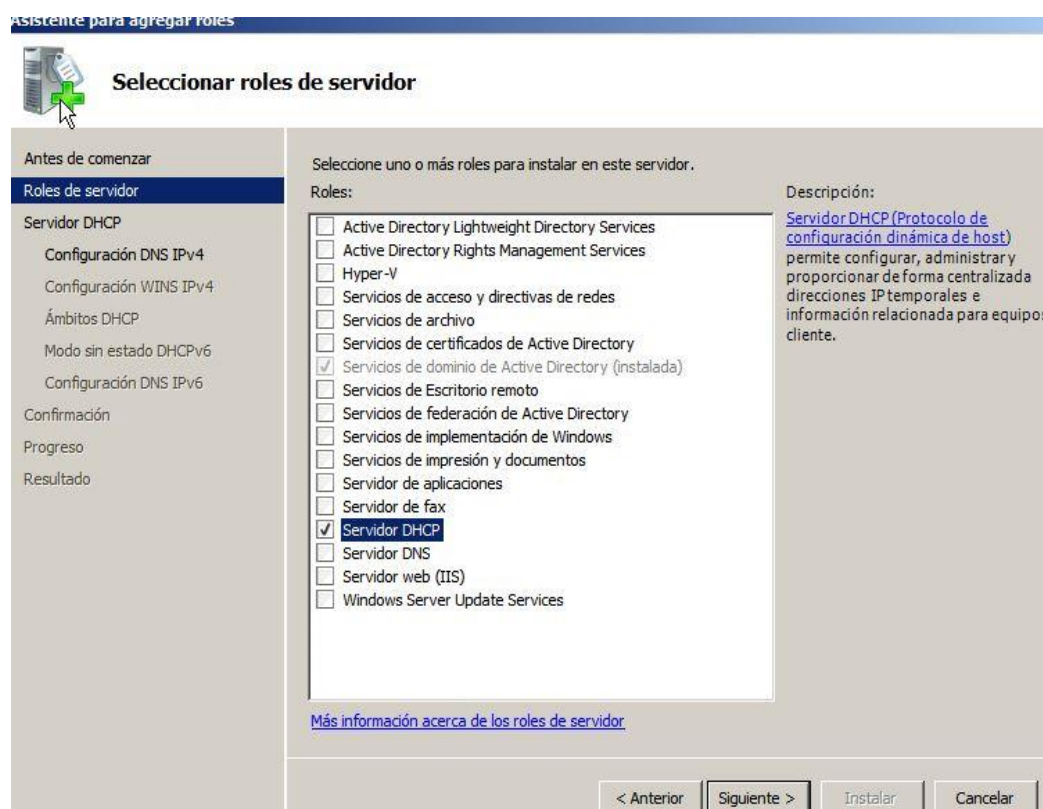 Asistente para agregar roles
Seleccionar roles de servidor
Antes de comenzar
Roles de servidor
Servidor DHCP
Configuración DNS IPv4
Configuración WINS IPv4
Ámbitos DHCP
Modo sin estado DHCPv6
Configuración DNS IPv6
Confirmación
Progreso
Resultado
Seleccione uno o más roles para instalar en este servidor.
Roles:
Active Directory Lightweight Directory Services
Active Directory Rights Management Services
Hyper-V
Servicios de acceso y directivas de redes
Servicios de archivo
Servicios de certificados de Active Directory
Servicios de dominio de Active Directory (instalada)
Servicios de Escritorio remoto
Servicios de federación de Active Directory
Servicios de implementación de Windows
Servicios de impresión y documentos
Servidor de aplicaciones
Servidor de fax
Servidor DHCP
Servidor DNS
Servidor web (IIS)
Windows Server Update Services
Más información acerca de los roles de servidor
Descripción:
Servidor DHCP (Protocolo de
configuración dinámica de host)
permite configurar, administrar y
proporcionar de forma centralizada
direcciones IP temporales e
información relacionada para equipos
cliente.
< Anterior
Siguiente >
Instalar
Cancelar